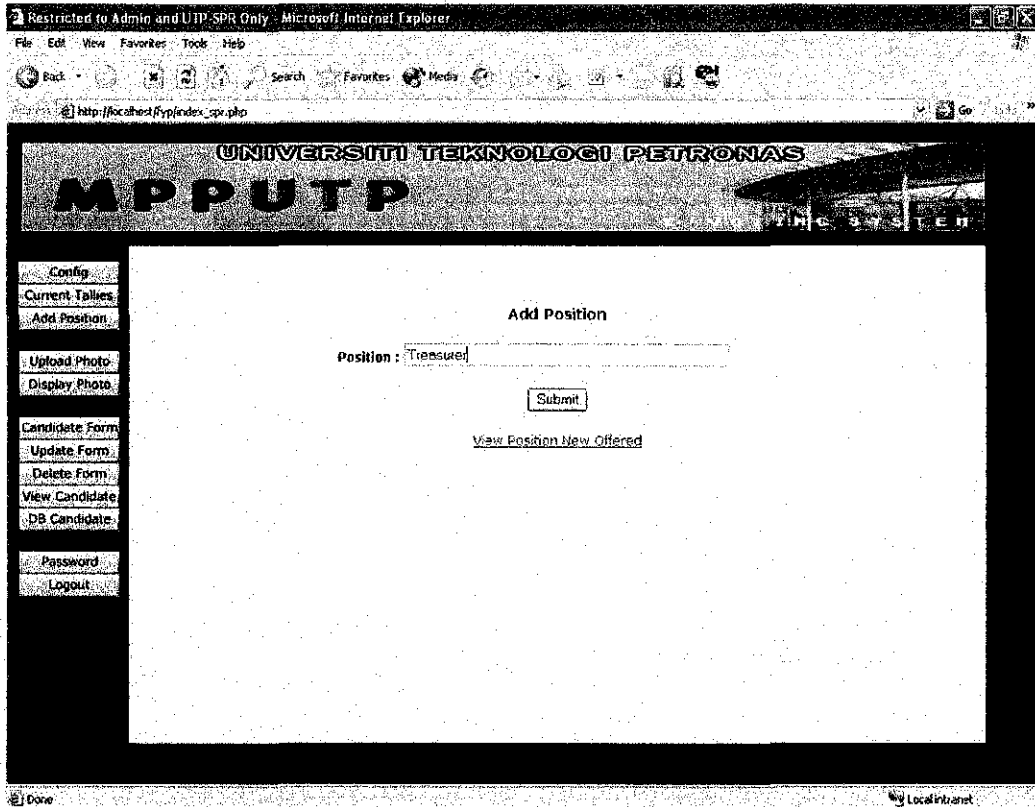 Restricted to Admin and UTP-SPR Only - Microsoft Internet Explorer
File Edit View Favorites Tools Help
Back Search Favorites Media
http://localhost/fyp/index_spr.php Go
UNIVERSITI TEKNOLOGI PETRONAS
MPPUTP
VOTING SYSTEM
Config
Current Tallies
Add Position
Upload Photo
Display Photo
Candidate Form
Update Form
Delete Form
View Candidate
DB Candidate
Password
Logout
Add Position
Position : Treasurer
Submit
View Position New Offered
Done Local intranet